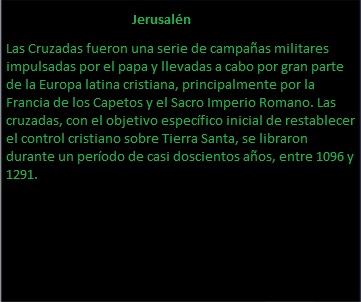 Jerusalén
Las Cruzadas fueron una serie de campañas militares
impulsadas por el papa y llevadas a cabo por gran parte
de la Europa latina cristiana, principalmente por la
Francia de los Capetos y el Sacro Imperio Romano. Las
cruzadas, con el objetivo específico inicial de restablecer
el control cristiano sobre Tierra Santa, se libraron
durante un período de casi doscientos años, entre 1096 y
1291.